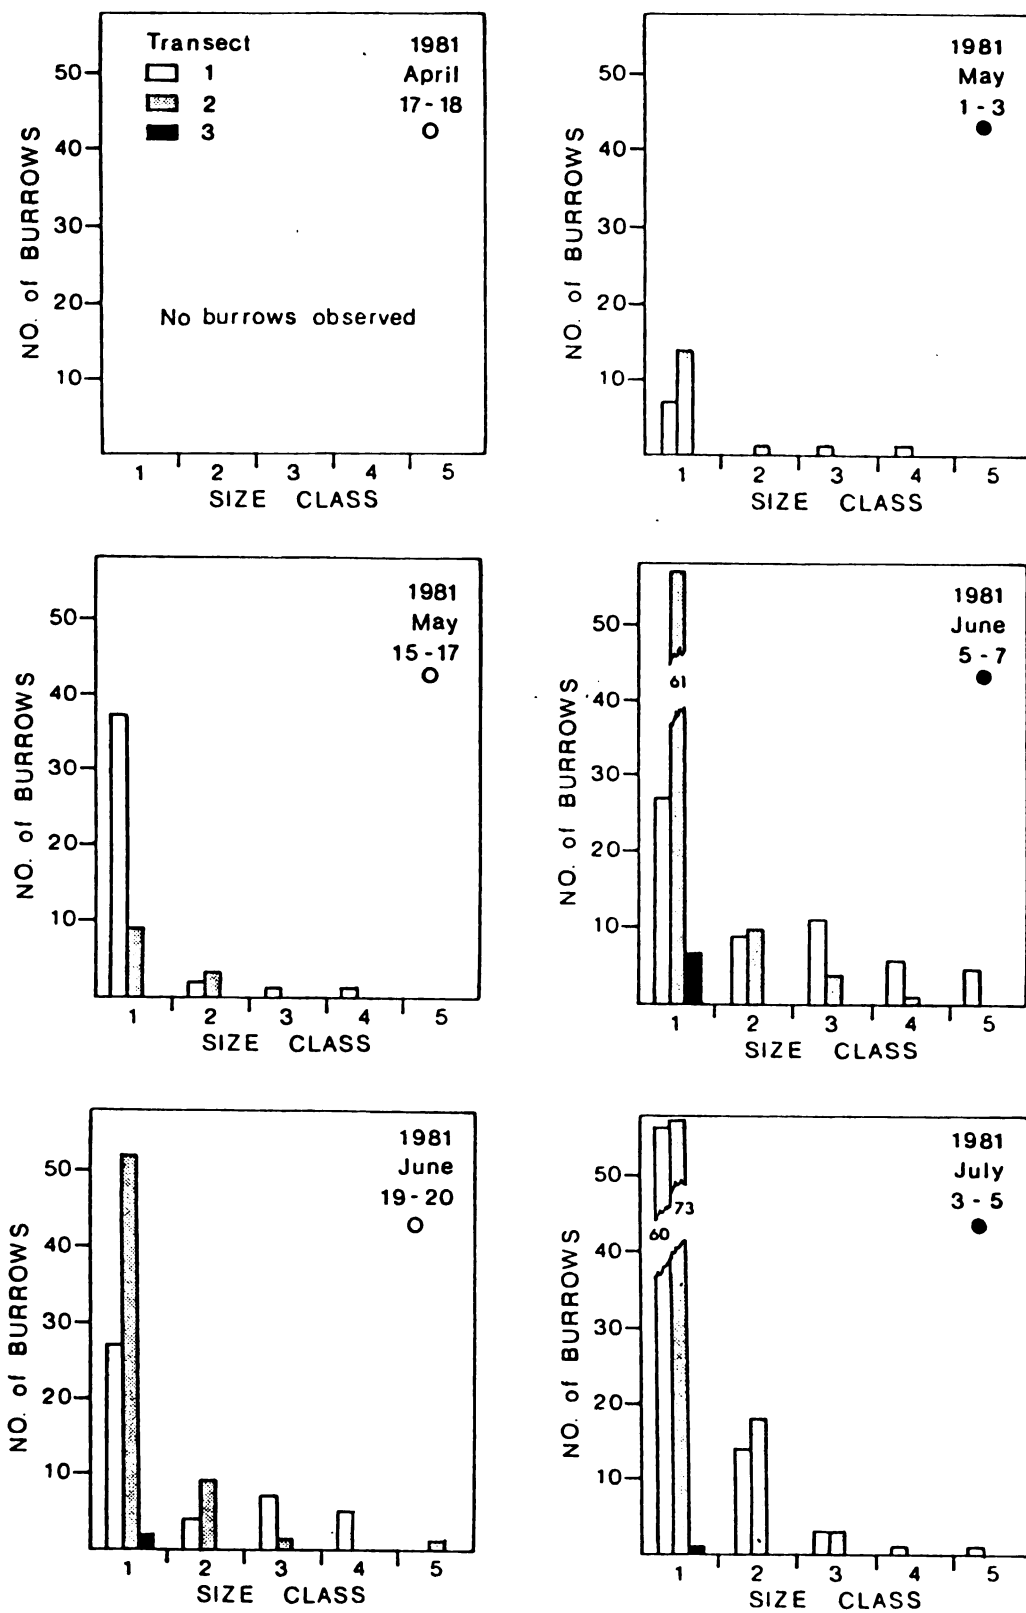 Transect
1
2
3
1981
April
17-18
No burrows observed
NO. of BURROWS
50
40
30
20
10
1 2 3 4 5
SIZE CLASS
1981
May
1-3
NO. of BURROWS
50
40
30
20
10
1 2 3 4 5
SIZE CLASS
1981
May
15-17
NO. of BURROWS
50
40
30
20
10
1 2 3 4 5
SIZE CLASS
1981
June
5-7
61
NO. of BURROWS
50
40
30
20
10
1 2 3 4 5
SIZE CLASS
1981
June
19-20
NO. of BURROWS
50
40
30
20
10
1 2 3 4 5
SIZE CLASS
1981
July
3-5
73
60
NO. of BURROWS
50
40
30
20
10
1 2 3 4 5
SIZE CLASS